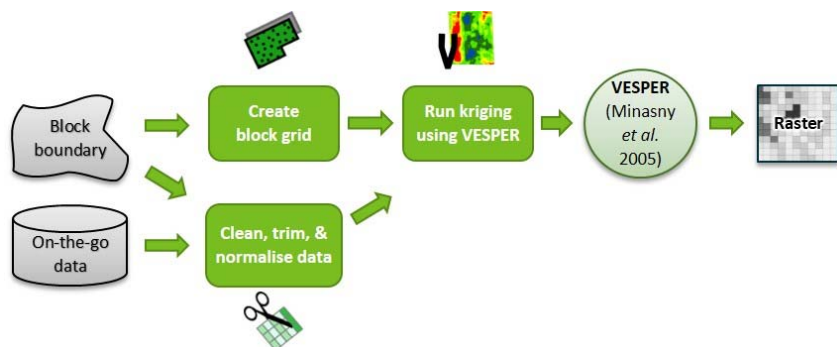 Block
boundary
Create
block grid
Run kriging
using VESPER
VESPER
(Minasny
et al.
2005)
Raster
On-the-go
data
Clean, trim, &
normalise data